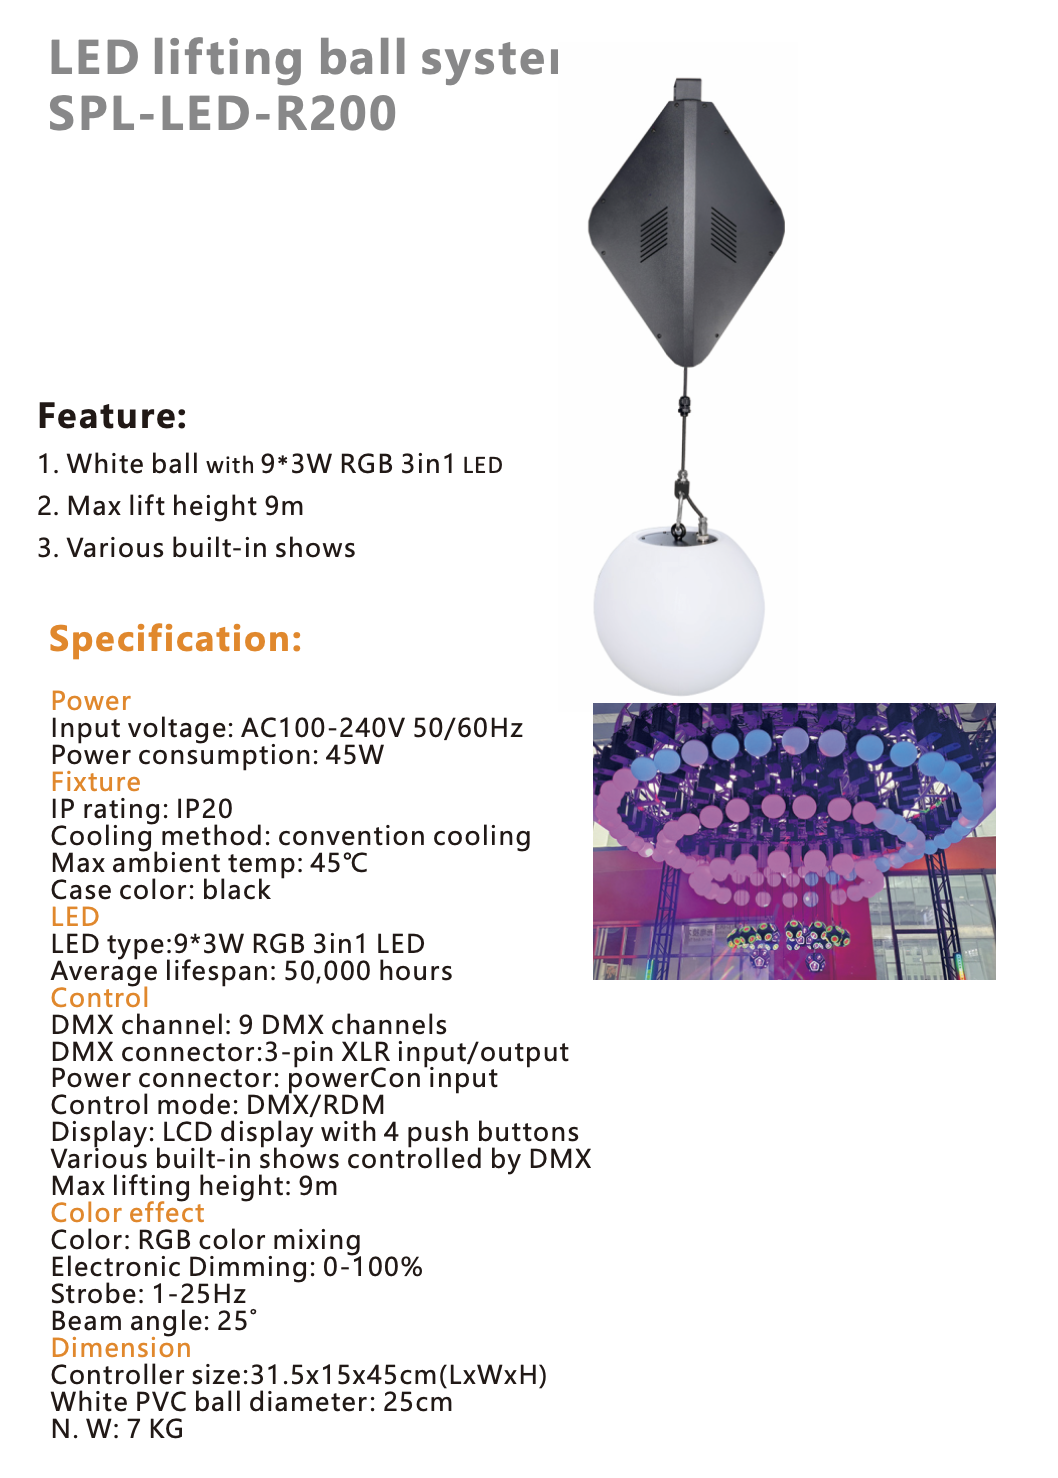 LED lifting ball system
SPL-LED-R200
Feature:
1. White ball with 9*3W RGB 3in1 LED
2. Max lift height 9m
3. Various built-in shows
Specification:
Power
Input voltage: AC100-240V 50/60Hz
Power consumption: 45W
Fixture
IP rating: IP20
Cooling method: convention cooling
Max ambient temp: 45℃
Case color: black
LED
LED type:9*3W RGB 3in1 LED
Average lifespan: 50,000 hours
Control
DMX channel: 9 DMX channels
DMX connector:3-pin XLR input/output
Power connector: powerCon input
Control mode: DMX/RDM
Display: LCD display with 4 push buttons
Various built-in shows controlled by DMX
Max lifting height: 9m
Color effect
Color: RGB color mixing
Electronic Dimming: 0-100%
Strobe: 1-25Hz
Beam angle: 25°
Dimension
Controller size:31.5x15x45cm(LxWxH)
White PVC ball diameter: 25cm
N. W: 7 KG